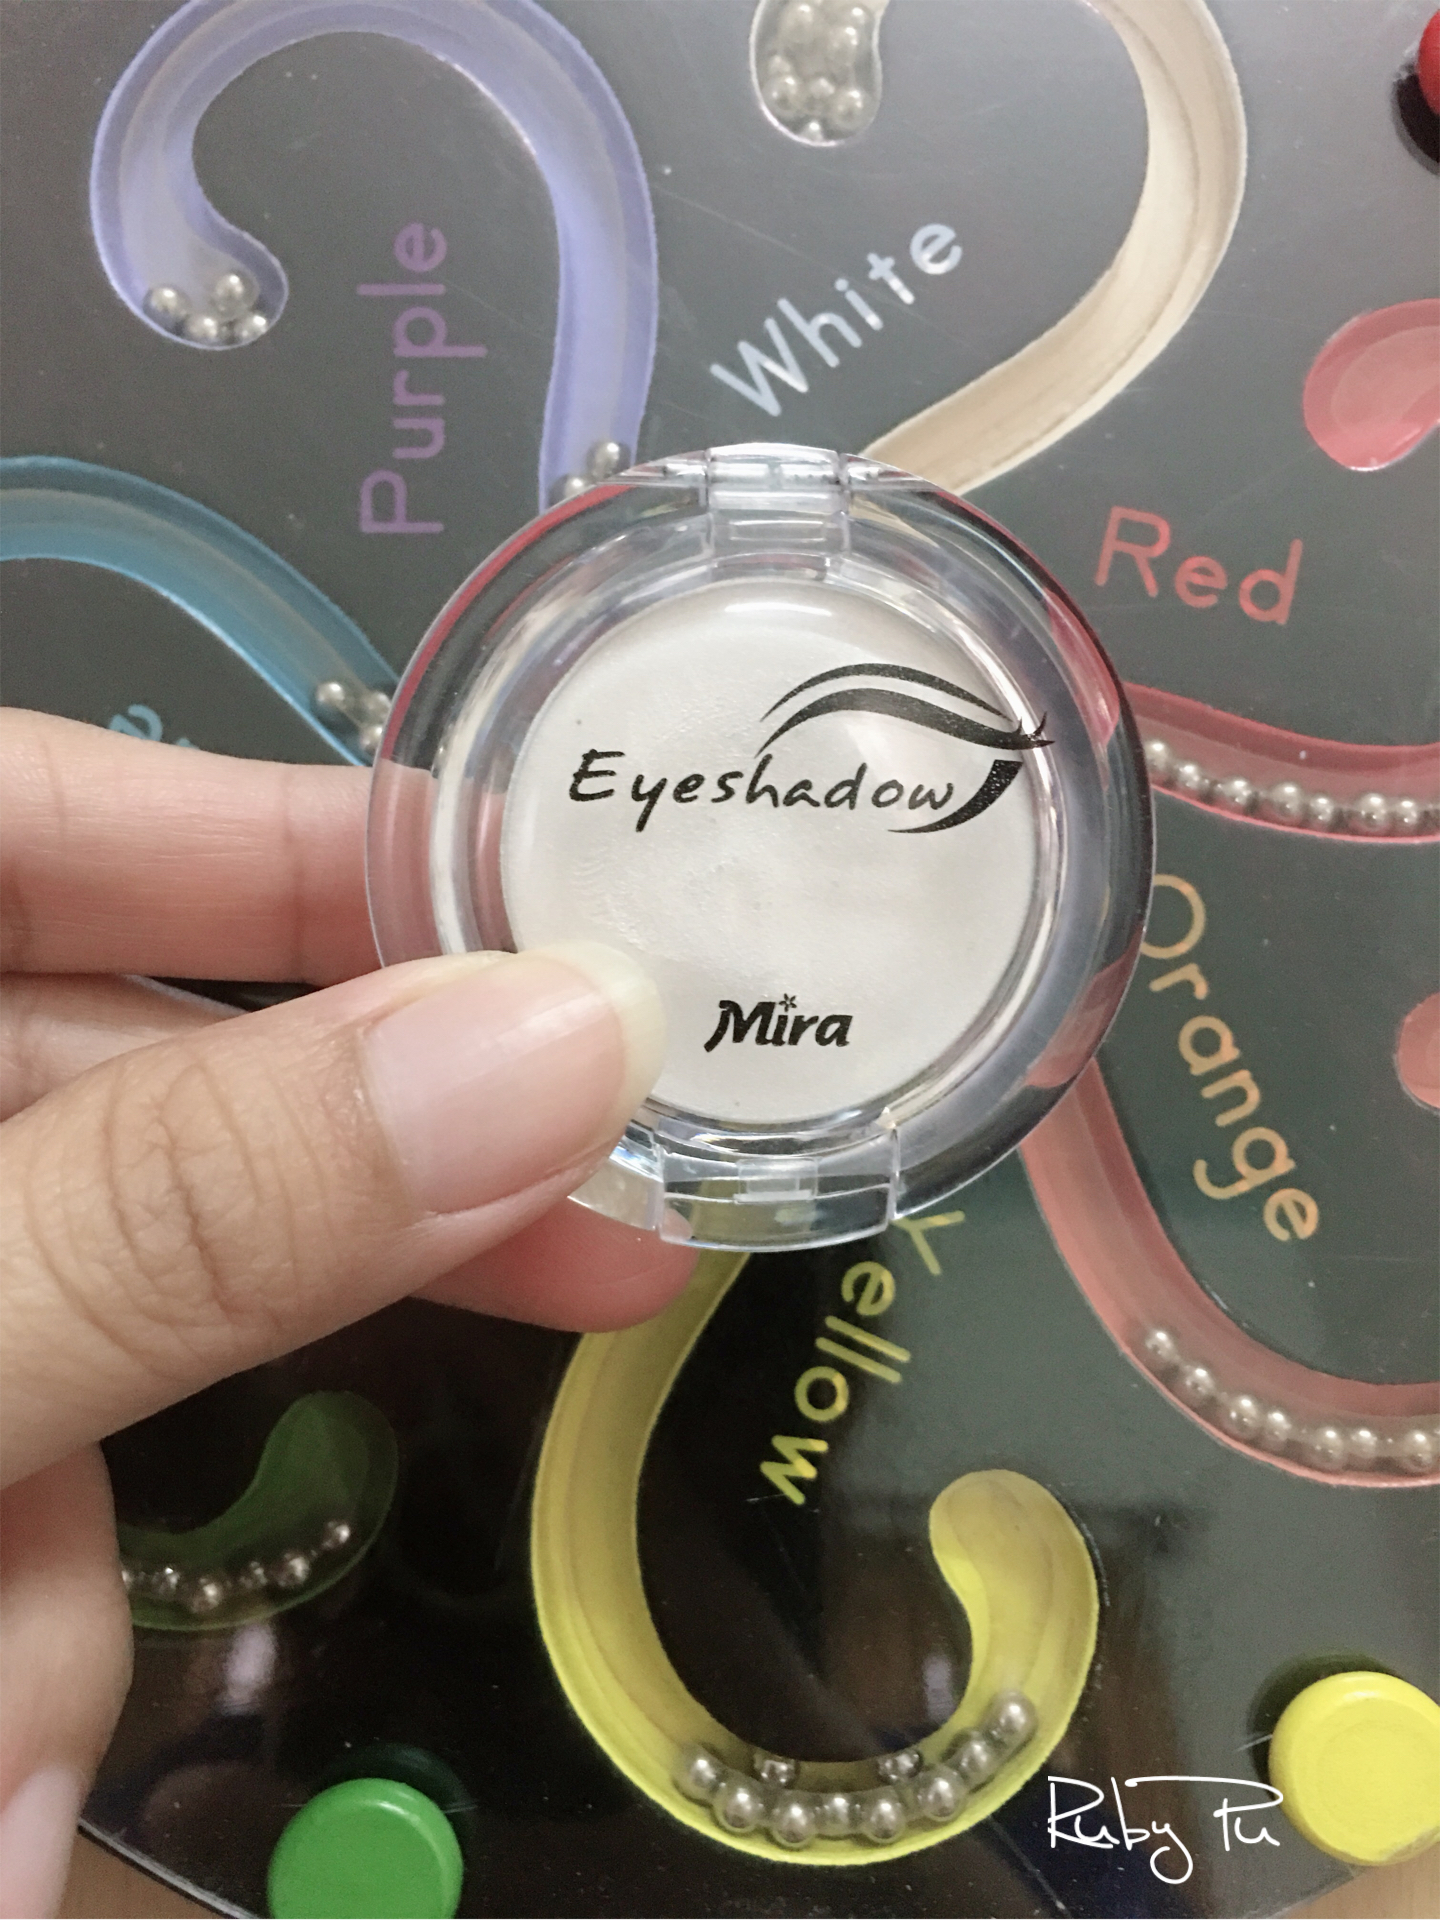 Purple
White
Red
Eyeshadow
Mira
Orange
Yellow
Ruby Pu